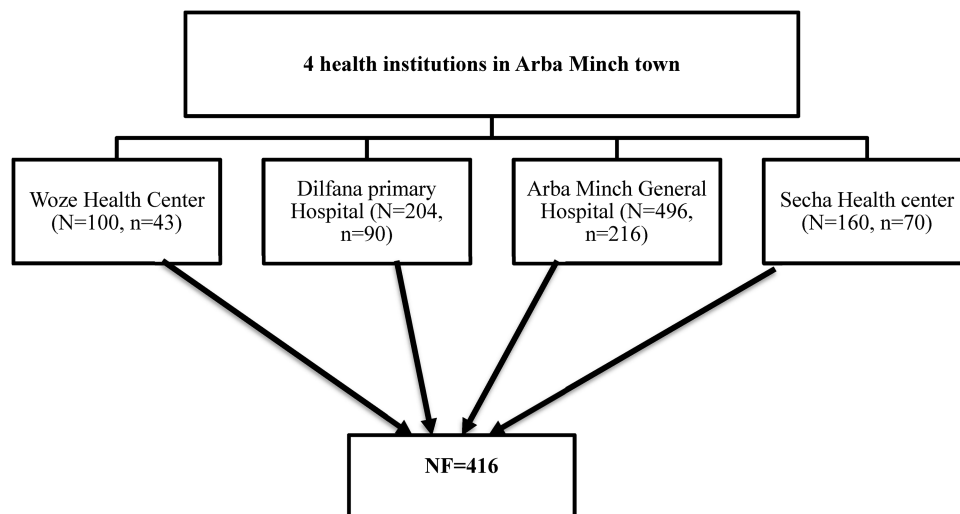 4 health institutions in Arba Minch town
Woze Health Center
(N=100, n=43)
Dilfana primary
Hospital (N=204,
n=90)
Arba Minch General
Hospital (N=496,
n=216)
Secha Health center
(N=160, n=70)
NF=416